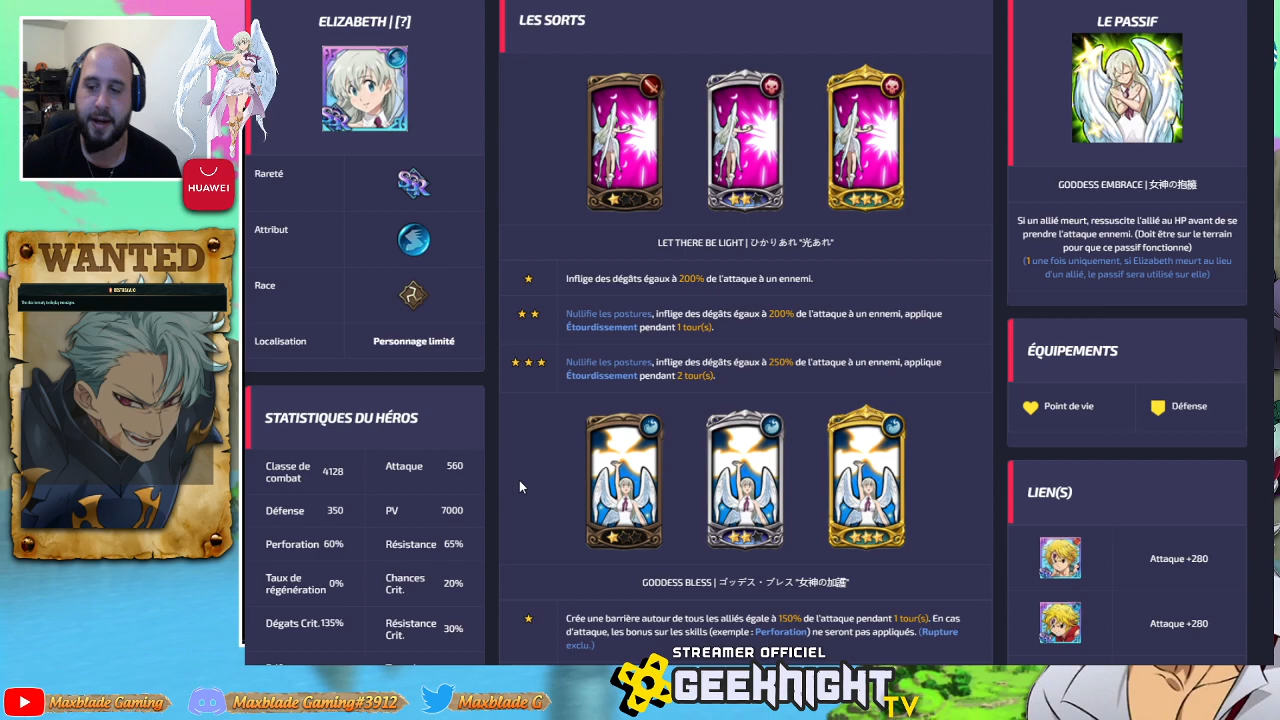 ELIZABETH | [?]
Rareté
SR
Attribut
Race
Localisation
Personnage limité
STATISTIQUES DU HÉROS
Classe de combat 4128
Attaque 560
Défense 350
PV 7000
Perforation 60%
Résistance 65%
Taux de régénération 0%
Chances Crit. 20%
Dégats Crit. 135%
Résistance Crit. 30%
LES SORTS
LET THERE BE LIGHT | ひかりあれ "光あれ"
Inflige des dégâts égaux à 200% de l'attaque à un ennemi.
Nullifie les postures, inflige des dégâts égaux à 200% de l'attaque à un ennemi, applique
Étourdissement pendant 1 tour(s).
Nullifie les postures, inflige des dégâts égaux à 250% de l'attaque à un ennemi, applique
Étourdissement pendant 2 tour(s).
GODDESS BLESS | ゴッデス・ブレス "女神の加護"
Crée une barrière autour de tous les alliés égale à 150% de l'attaque pendant 1 tour(s). En cas
d'attaque, les bonus sur les skills (exemple : Perforation) ne seront pas appliqués. (Rupture
exclu.)
LE PASSIF
GODDESS EMBRACE | 女神の抱擁
Si un allié meurt, ressuscite l'allié au HP avant de se
prendre l'attaque ennemi. (Doit être sur le terrain
pour que ce passif fonctionne)
(1 une fois uniquement, si Elizabeth meurt au lieu
d'un allié, le passif sera utilisé sur elle)
ÉQUIPEMENTS
Point de vie
Défense
LIEN(S)
Attaque +280
Attaque +280
HUAWEI
WANTED
Maxblade Gaming
Maxblade Gaming#3912
Maxblade G
STREAMER OFFICIEL
GEEKNIGHT
TV